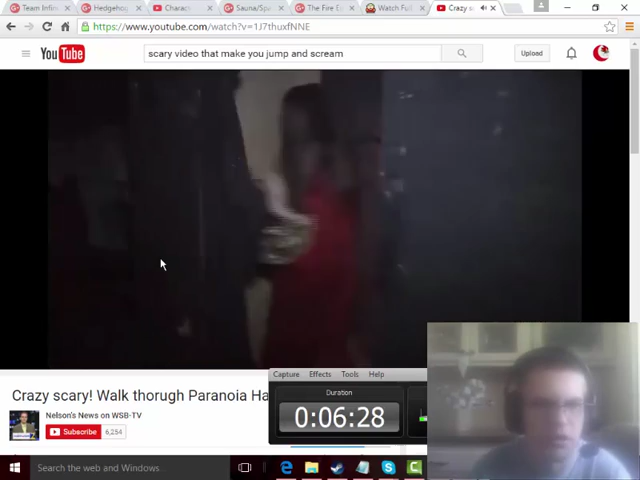 Team Infin
Hedgehog
Charac
Sauna/Spa
The Fire E
Watch Full
Crazy s
https://www.youtube.com/watch?v=1J7thuxfNNE
YouTube
scary video that make you jump and scream
Upload
Capture Effects Tools Help
Duration
0:06:28
Crazy scary! Walk thorugh Paranoia Ha
Nelson's News on WSB-TV
Subscribe 6,254
Search the web and Windows